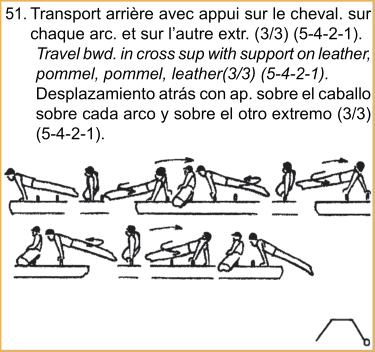 51. Transport arrière avec appui sur le cheval. sur
chaque arc. et sur l'autre extr. (3/3) (5-4-2-1).
Travel bwd. in cross sup with support on leather,
pommel, pommel, leather(3/3) (5-4-2-1).
Desplazamiento atrás con ap. sobre el caballo
sobre cada arco y sobre el otro extremo (3/3)
(5-4-2-1).